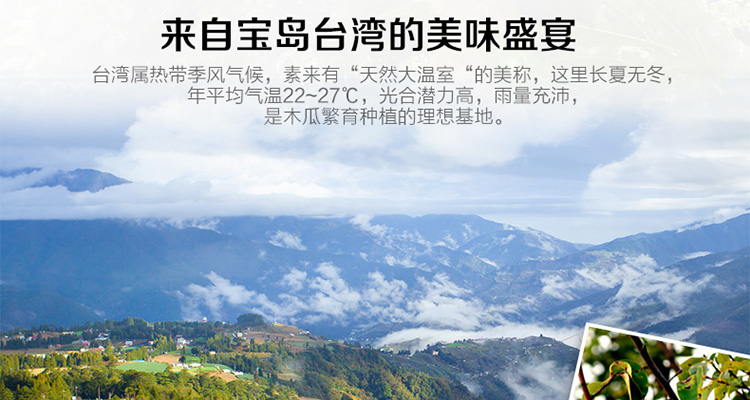 来自宝岛台湾的美味盛宴
台湾属热带季风气候，素来有“天然大温室“的美称，这里长夏无冬，
年平均气温22~27℃，光合潜力高，雨量充沛，
是木瓜繁育种植的理想基地。